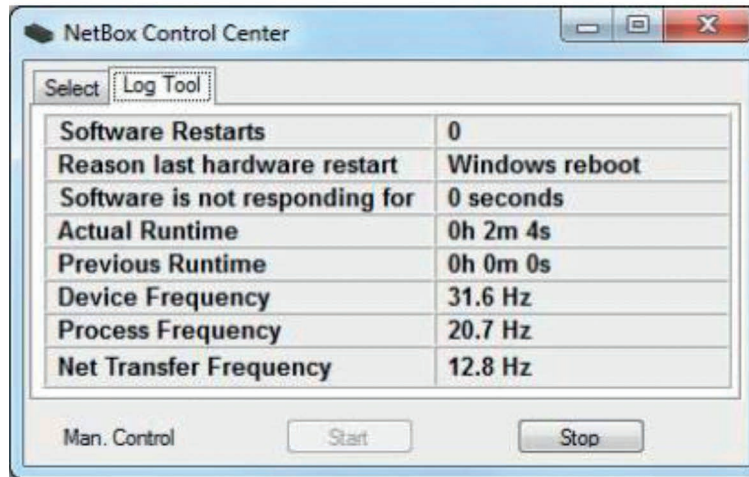 NetBox Control Center
Select Log Tool
Software Restarts 0
Reason last hardware restart Windows reboot
Software is not responding for 0 seconds
Actual Runtime 0h 2m 4s
Previous Runtime 0h 0m 0s
Device Frequency 31.6 Hz
Process Frequency 20.7 Hz
Net Transfer Frequency 12.8 Hz
Man. Control Start Stop